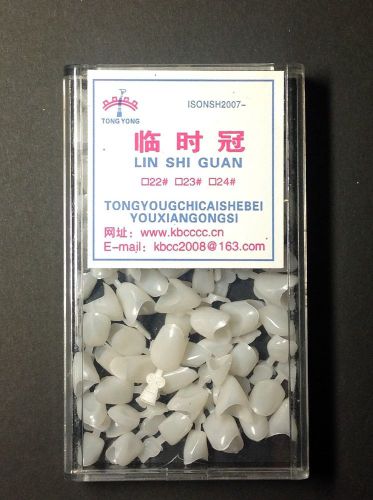 ISONSH2007-
TONG YONG
临时冠
LIN SHI GUAN
□22# □23# □24#
TONGYOUGCHICAISHEBEI
YOUXIANGONGSI
网址：www.kbcccc.cn
E-mail：kbcc2008@163.com